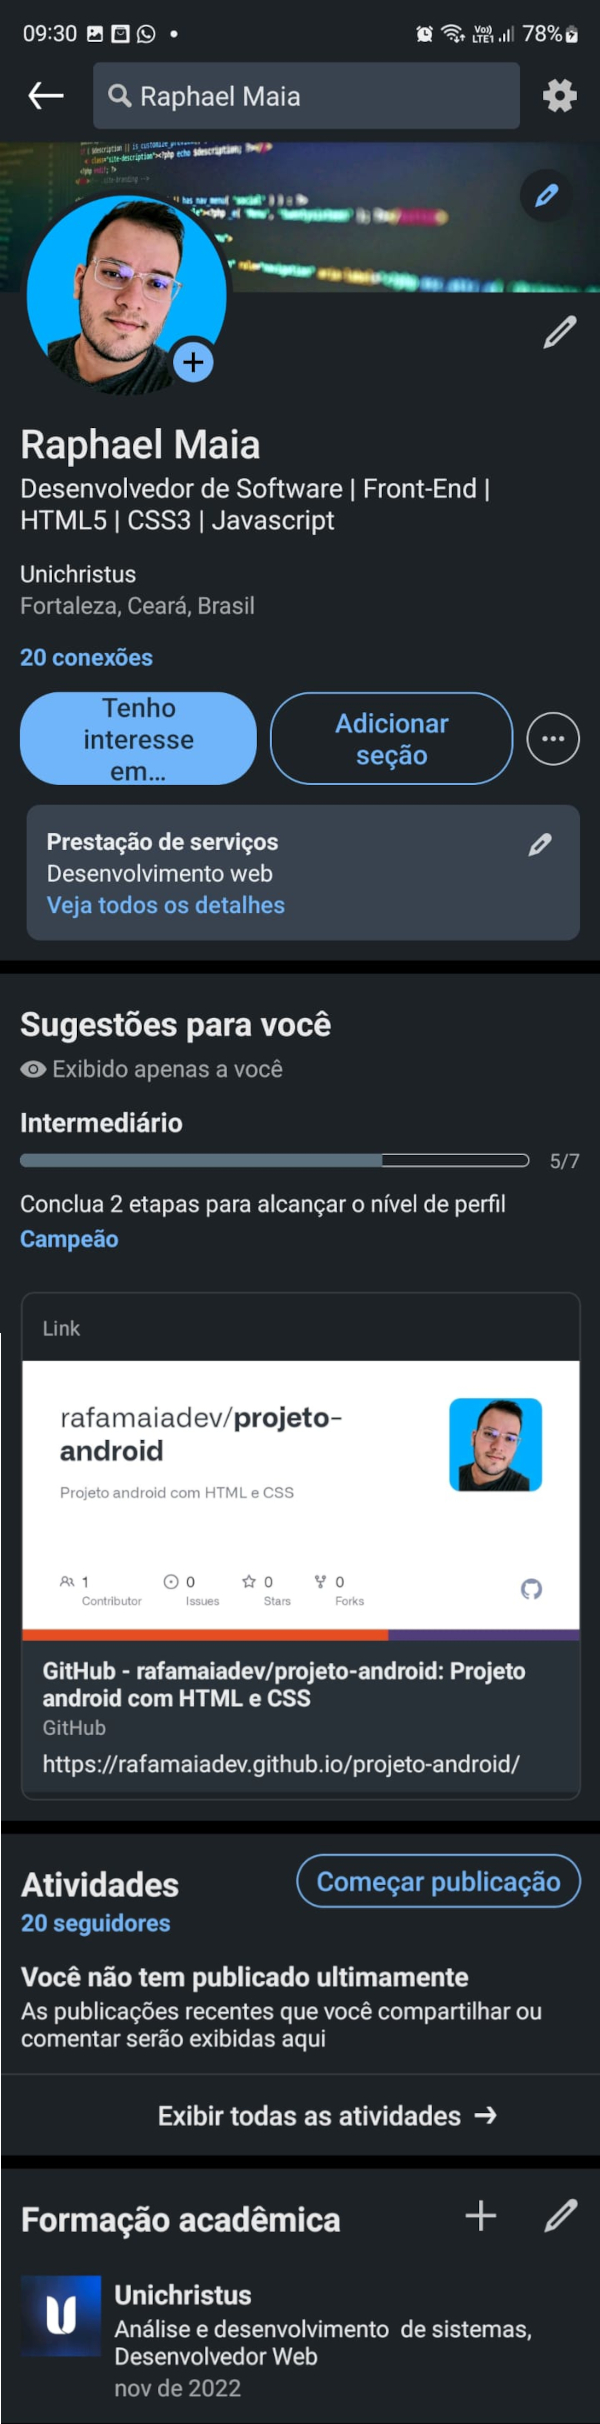 09:30
Vo))
LTE1
78%
Raphael Maia
Raphael Maia
Desenvolvedor de Software | Front-End |
HTML5 | CSS3 | Javascript
Unichristus
Fortaleza, Ceará, Brasil
20 conexões
Tenho
interesse
em...
Adicionar
seção
Prestação de serviços
Desenvolvimento web
Veja todos os detalhes
Sugestões para você
Exibido apenas a você
Intermediário
5/7
Conclua 2 etapas para alcançar o nível de perfil
Campeão
Link
rafamaiadev/projeto-
android
Projeto android com HTML e CSS
1
Contributor
0
Issues
0
Stars
0
Forks
GitHub - rafamaiadev/projeto-android: Projeto
android com HTML e CSS
GitHub
https://rafamaiadev.github.io/projeto-android/
Atividades
Começar publicação
20 seguidores
Você não tem publicado ultimamente
As publicações recentes que você compartilhar ou
comentar serão exibidas aqui
Exibir todas as atividades →
Formação acadêmica
Unichristus
Análise e desenvolvimento de sistemas,
Desenvolvedor Web
nov de 2022